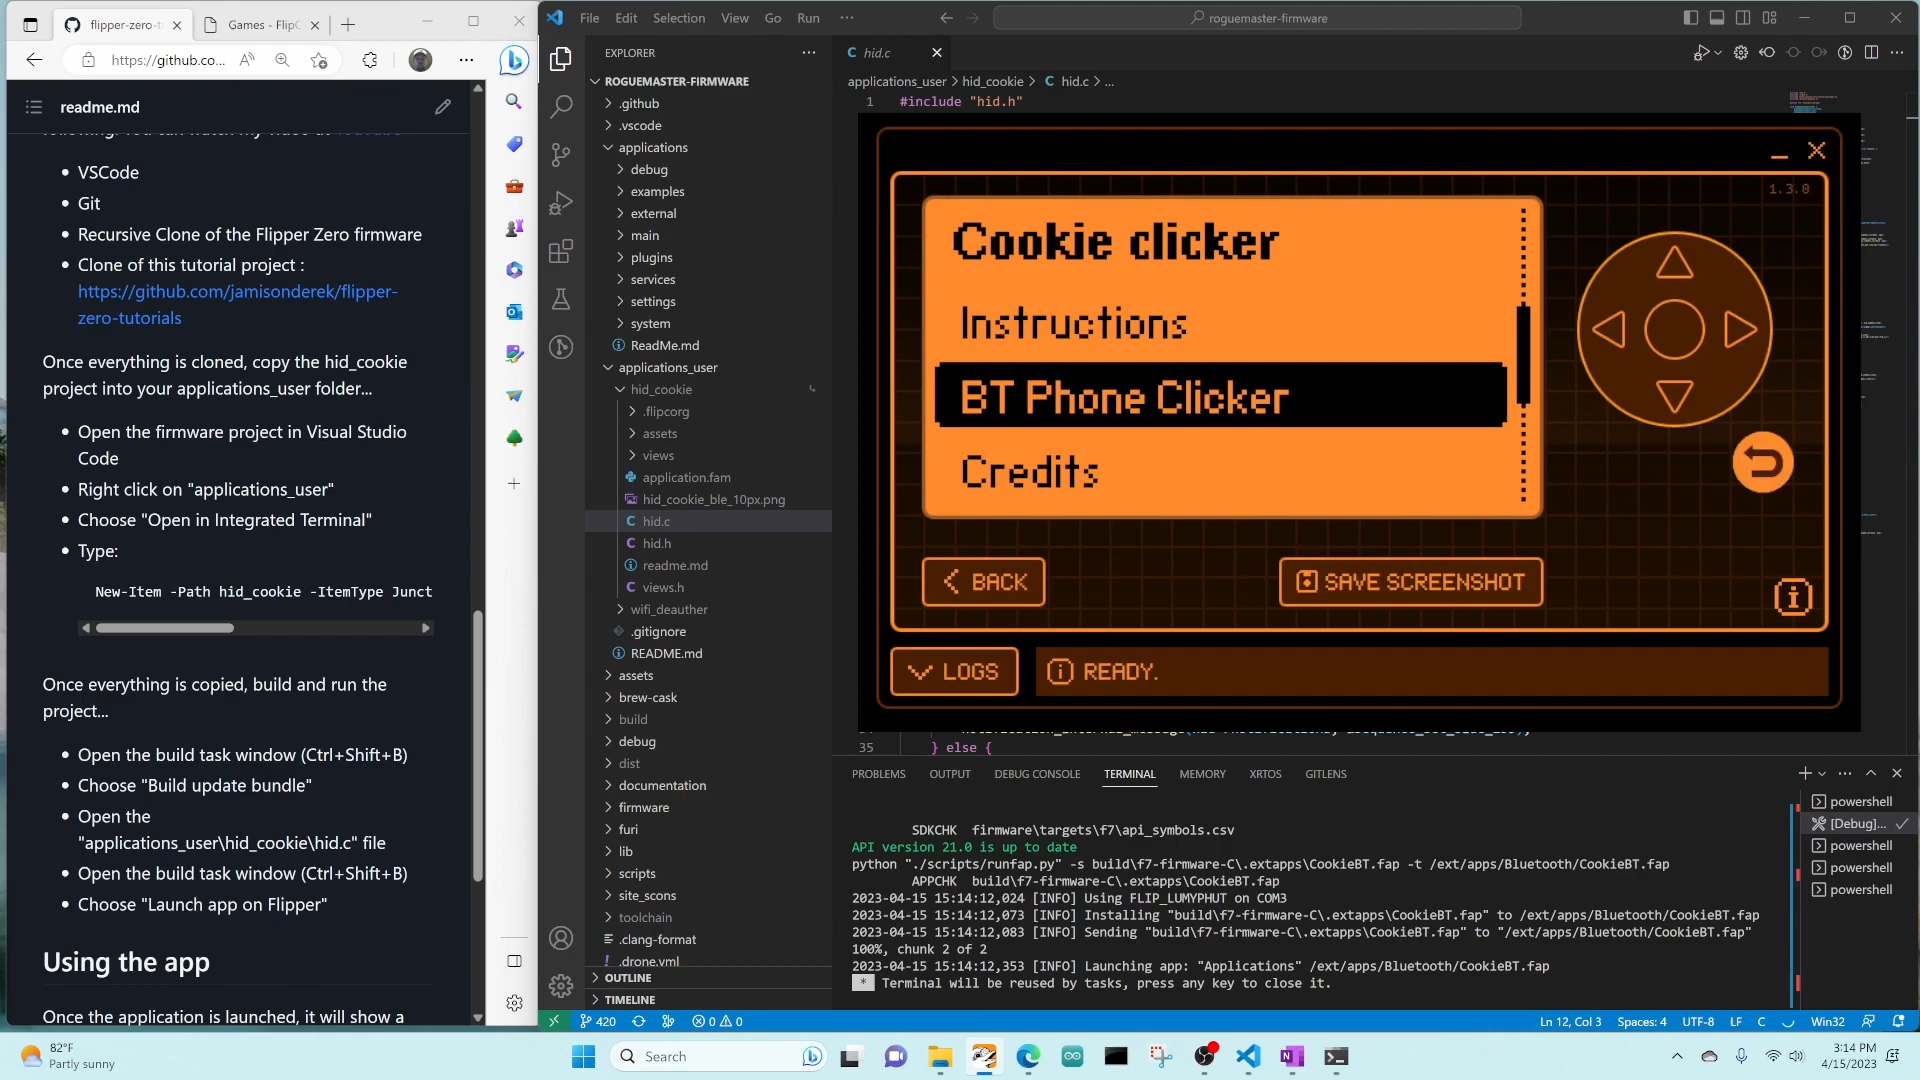 flipper-zero-t
Games - FlipC
https://github.co...
readme.md
VSCode
Git
Recursive Clone of the Flipper Zero firmware
Clone of this tutorial project :
https://github.com/jamisonderek/flipper-
zero-tutorials
Once everything is cloned, copy the hid_cookie
project into your applications_user folder...
Open the firmware project in Visual Studio
Code
Right click on "applications_user"
Choose "Open in Integrated Terminal"
Type:
New-Item -Path hid_cookie -ItemType Junct
Once everything is copied, build and run the
project...
Open the build task window (Ctrl+Shift+B)
Choose "Build update bundle"
Open the
"applications_user\hid_cookie\hid.c" file
Open the build task window (Ctrl+Shift+B)
Choose "Launch app on Flipper"
Using the app
Once the application is launched, it will show a
File Edit Selection View Go Run ...
roguemaster-firmware
EXPLORER
ROGUEMASTER-FIRMWARE
.github
.vscode
applications
debug
examples
external
main
plugins
services
settings
system
ReadMe.md
applications_user
hid_cookie
.flipcorg
assets
views
application.fam
hid_cookie_ble_10px.png
C hid.c
C hid.h
readme.md
C views.h
wifi_deauther
.gitignore
README.md
assets
brew-cask
build
debug
dist
documentation
firmware
furi
lib
scripts
site_scons
toolchain
.clang-format
.drone.yml
OUTLINE
TIMELINE
C hid.c
applications_user > hid_cookie > C hid.c > ...
1 #include "hid.h"
1.3.0
Cookie clicker
Instructions
BT Phone Clicker
Credits
BACK
SAVE SCREENSHOT
LOGS
READY.
35 } else {
PROBLEMS OUTPUT DEBUG CONSOLE TERMINAL MEMORY XRTOS GITLENS
SDKCHK firmware\targets\f7\api_symbols.csv
API version 21.0 is up to date
python "./scripts/runfap.py" -s build\f7-firmware-C\.extapps\CookieBT.fap -t /ext/apps/Bluetooth/CookieBT.fap
APPCHK build\f7-firmware-C\.extapps\CookieBT.fap
2023-04-15 15:14:12,024 [INFO] Using FLIP_LUMYPHUT on COM3
2023-04-15 15:14:12,073 [INFO] Installing "build\f7-firmware-C\.extapps\CookieBT.fap" to /ext/apps/Bluetooth/CookieBT.fap
2023-04-15 15:14:12,083 [INFO] Sending "build\f7-firmware-C\.extapps\CookieBT.fap" to "/ext/apps/Bluetooth/CookieBT.fap"
100%, chunk 2 of 2
2023-04-15 15:14:12,353 [INFO] Launching app: "Applications" /ext/apps/Bluetooth/CookieBT.fap
* Terminal will be reused by tasks, press any key to close it.
powershell
[Debug]...
powershell
powershell
powershell
420
0 0
Ln 12, Col 3 Spaces: 4 UTF-8 LF C Win32
82°F
Partly sunny
Search
3:14 PM
4/15/2023